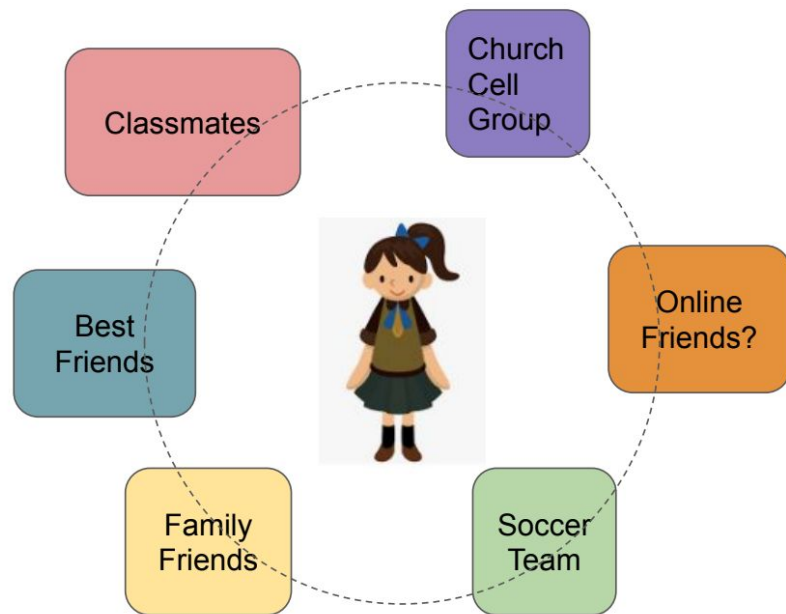 Classmates
Church
Cell
Group
Best
Friends
Online
Friends?
Family
Friends
Soccer
Team